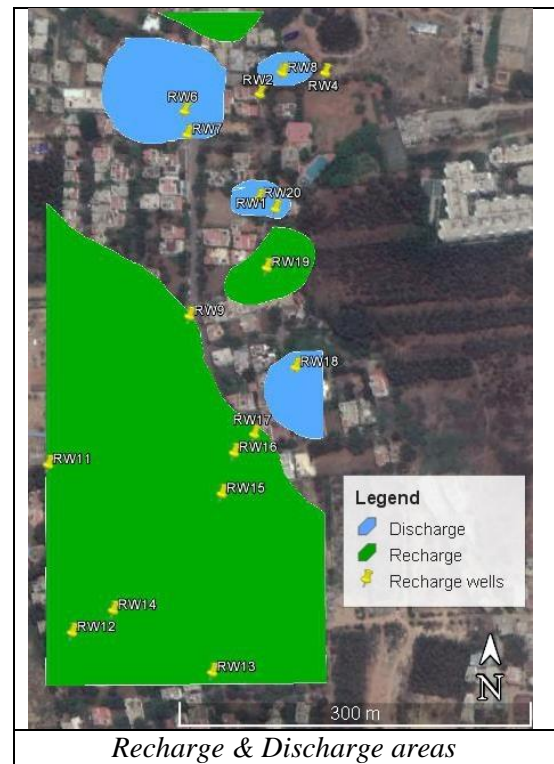 RW8
RW2
RW4
RW6
RW7
RW20
RW1
RW19
RW9
RW18
RW17
RW16
RW11
RW15
Legend
Discharge
Recharge
Recharge wells
RW14
RW12
RW13
N
300 m
Recharge & Discharge areas